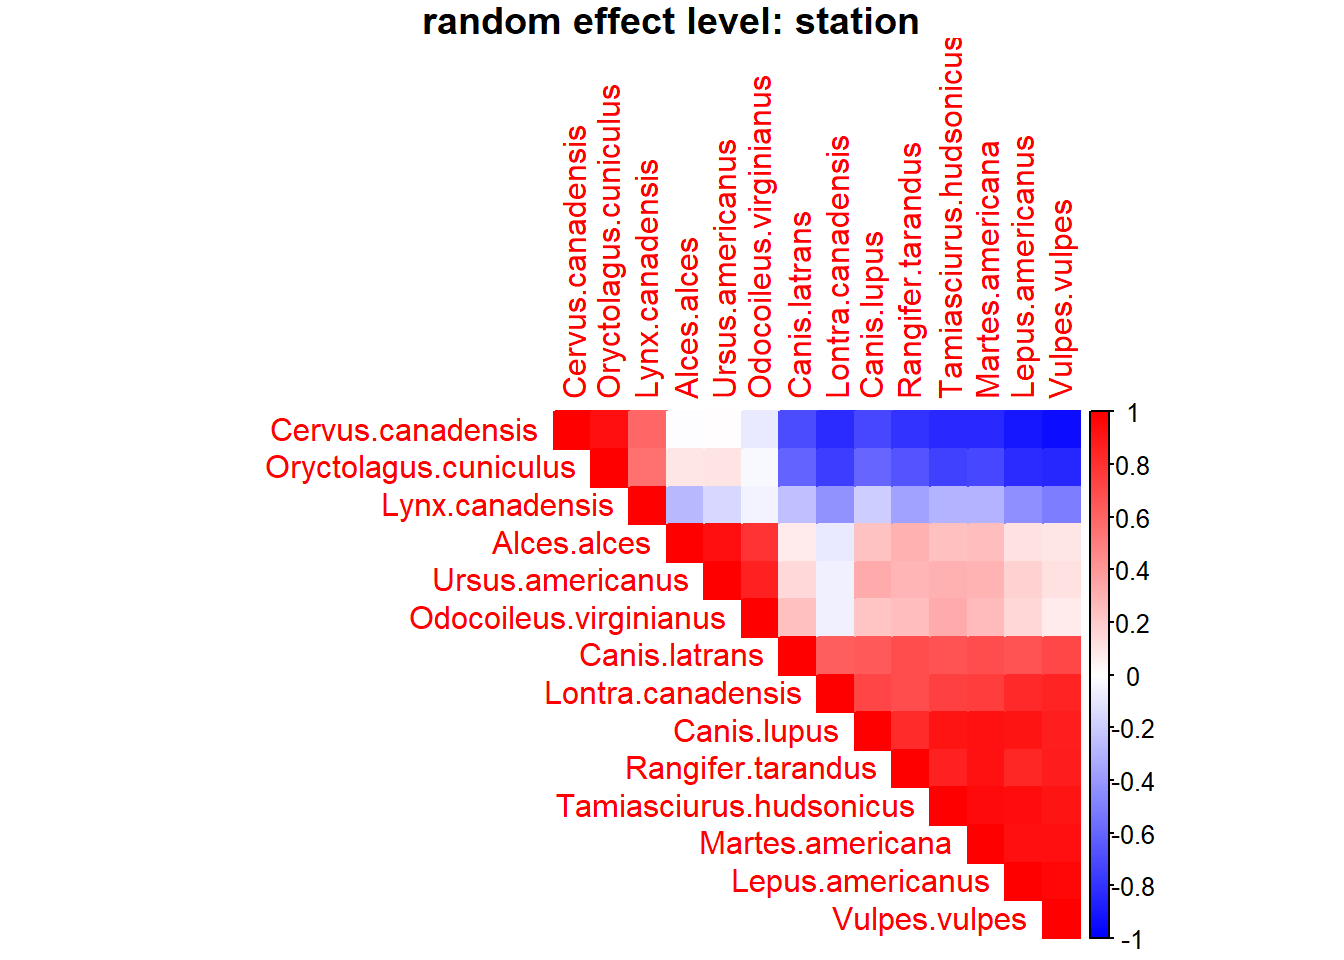 random effect level: station
Cervus.canadensis
Oryctolagus.cuniculus
Lynx.canadensis
Alces.alces
Ursus.americanus
Odocoileus.virginianus
Canis.latrans
Lontra.canadensis
Canis.lupus
Rangifer.tarandus
Tamiasciurus.hudsonicus
Martes.americana
Lepus.americanus
Vulpes.vulpes
Cervus.canadensis
Oryctolagus.cuniculus
Lynx.canadensis
Alces.alces
Ursus.americanus
Odocoileus.virginianus
Canis.latrans
Lontra.canadensis
Canis.lupus
Rangifer.tarandus
Tamiasciurus.hudsonicus
Martes.americana
Lepus.americanus
Vulpes.vulpes
1
0.8
0.6
0.4
0.2
0
-0.2
-0.4
-0.6
-0.8
-1